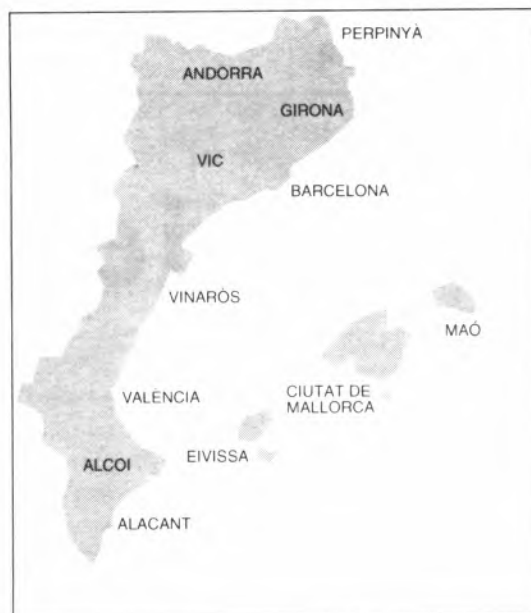 PERPINYÀ
ANDORRA
GIRONA
VIC
BARCELONA
VINARÒS
MAÓ
CIUTAT DE
MALLORCA
VALÈNCIA
EIVISSA
ALCOI
ALACANT